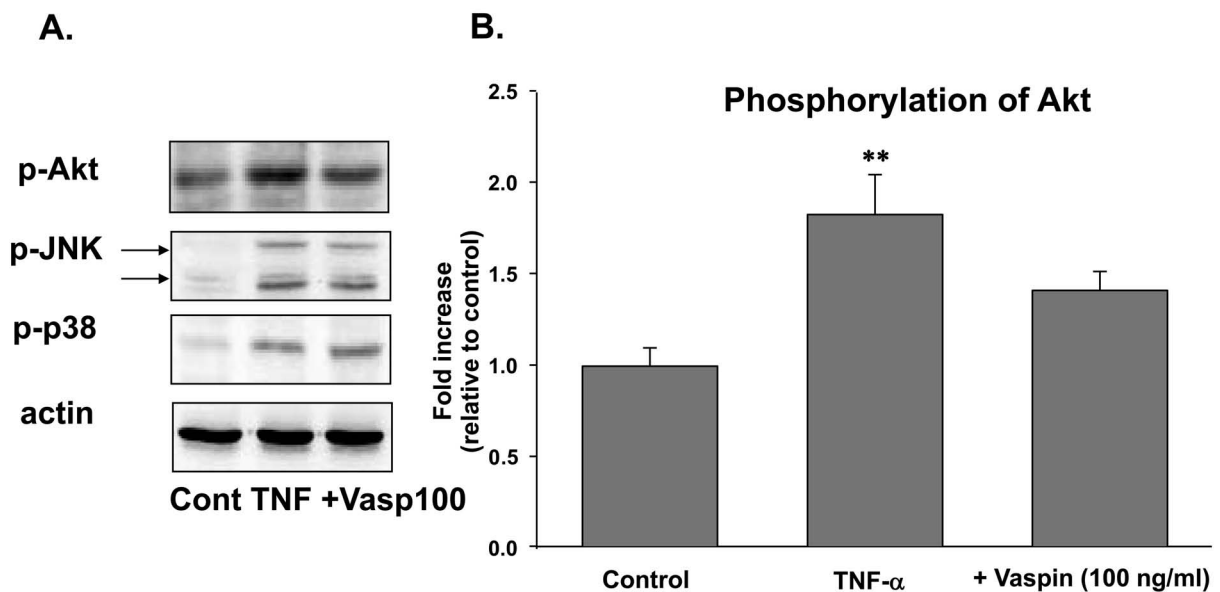 A.
p-Akt
p-JNK
p-p38
actin
Cont TNF +Vasp100
B.
Phosphorylation of Akt
Fold increase
(relative to control)
2.5
2.0
1.5
1.0
0.5
0.0
**
Control
TNF-α
+ Vaspin (100 ng/ml)